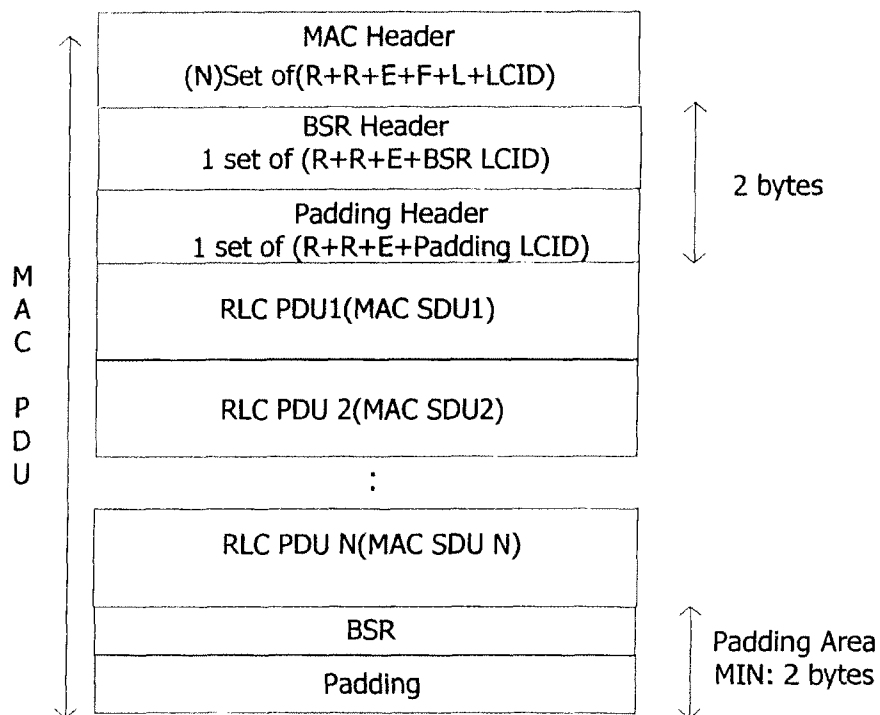 MAC Header
(N)Set of(R+R+E+F+L+LCID)
BSR Header
1 set of (R+R+E+BSR LCID)
2 bytes
Padding Header
1 set of (R+R+E+Padding LCID)
MAC PDU
RLC PDU1(MAC SDU1)
RLC PDU 2(MAC SDU2)
:
RLC PDU N(MAC SDU N)
BSR
Padding
Padding Area
MIN: 2 bytes